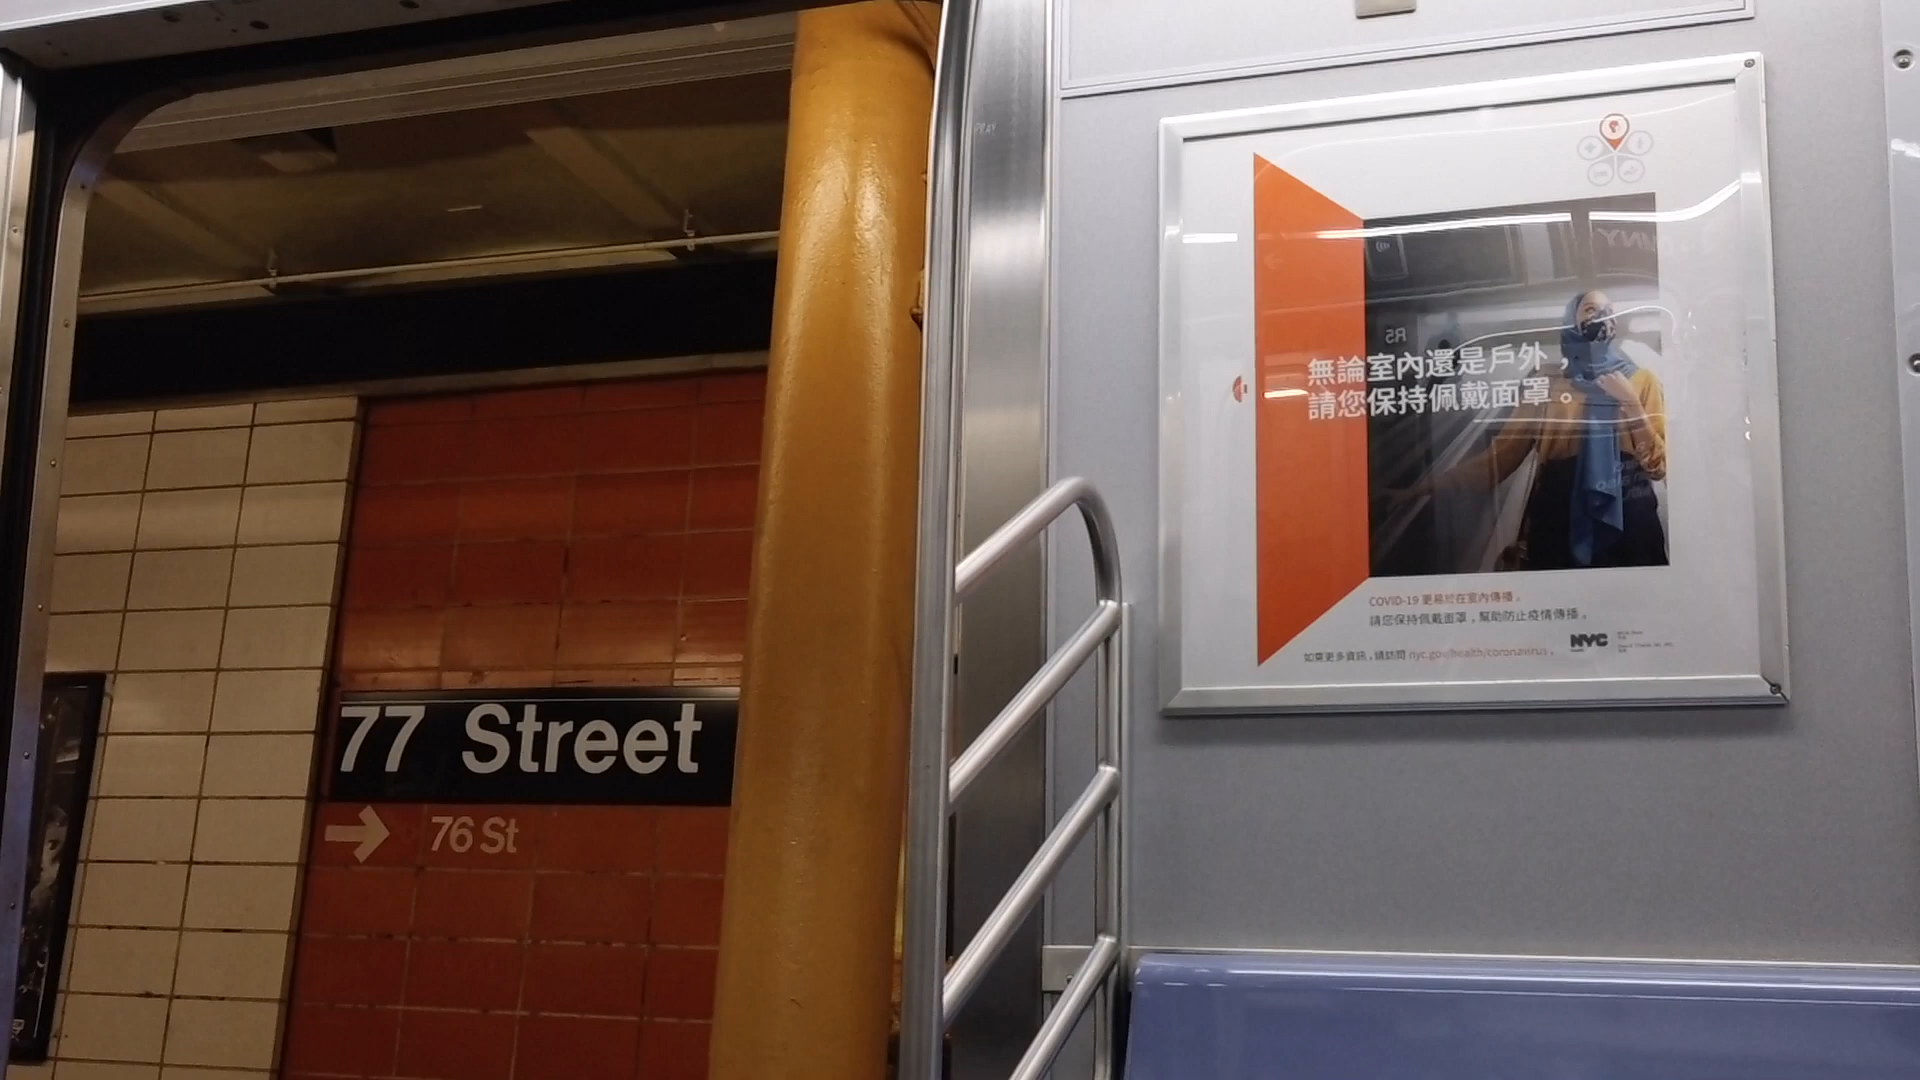 77 Street
76 St
PRAY
R5
無論室內還是戶外，
請您保持佩戴面罩。
COVID-19 更易於在室內傳播。
請您保持佩戴面罩，幫助防止疫情傳播。
如需更多資訊，請訪問 nyc.gov/health/coronavirus。
NYC